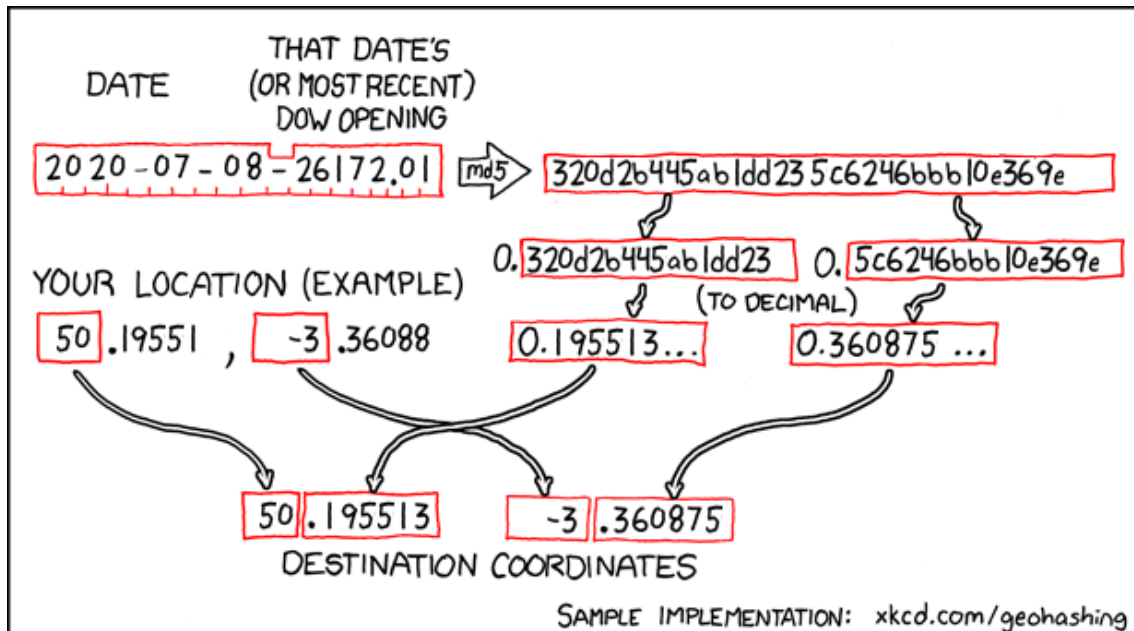 THAT DATE'S
DATE (OR MOST RECENT)
DOW OPENING
2020-07-08-26172.01 md5 320d2b445ab1dd235c6246bbb10e369e
0.320d2b445ab1dd23 0.5c6246bbb10e369e
YOUR LOCATION (EXAMPLE) (TO DECIMAL)
50.19551, -3.36088 0.195513... 0.360875...
50.195513 -3.360875
DESTINATION COORDINATES
SAMPLE IMPLEMENTATION: xkcd.com/geohashing